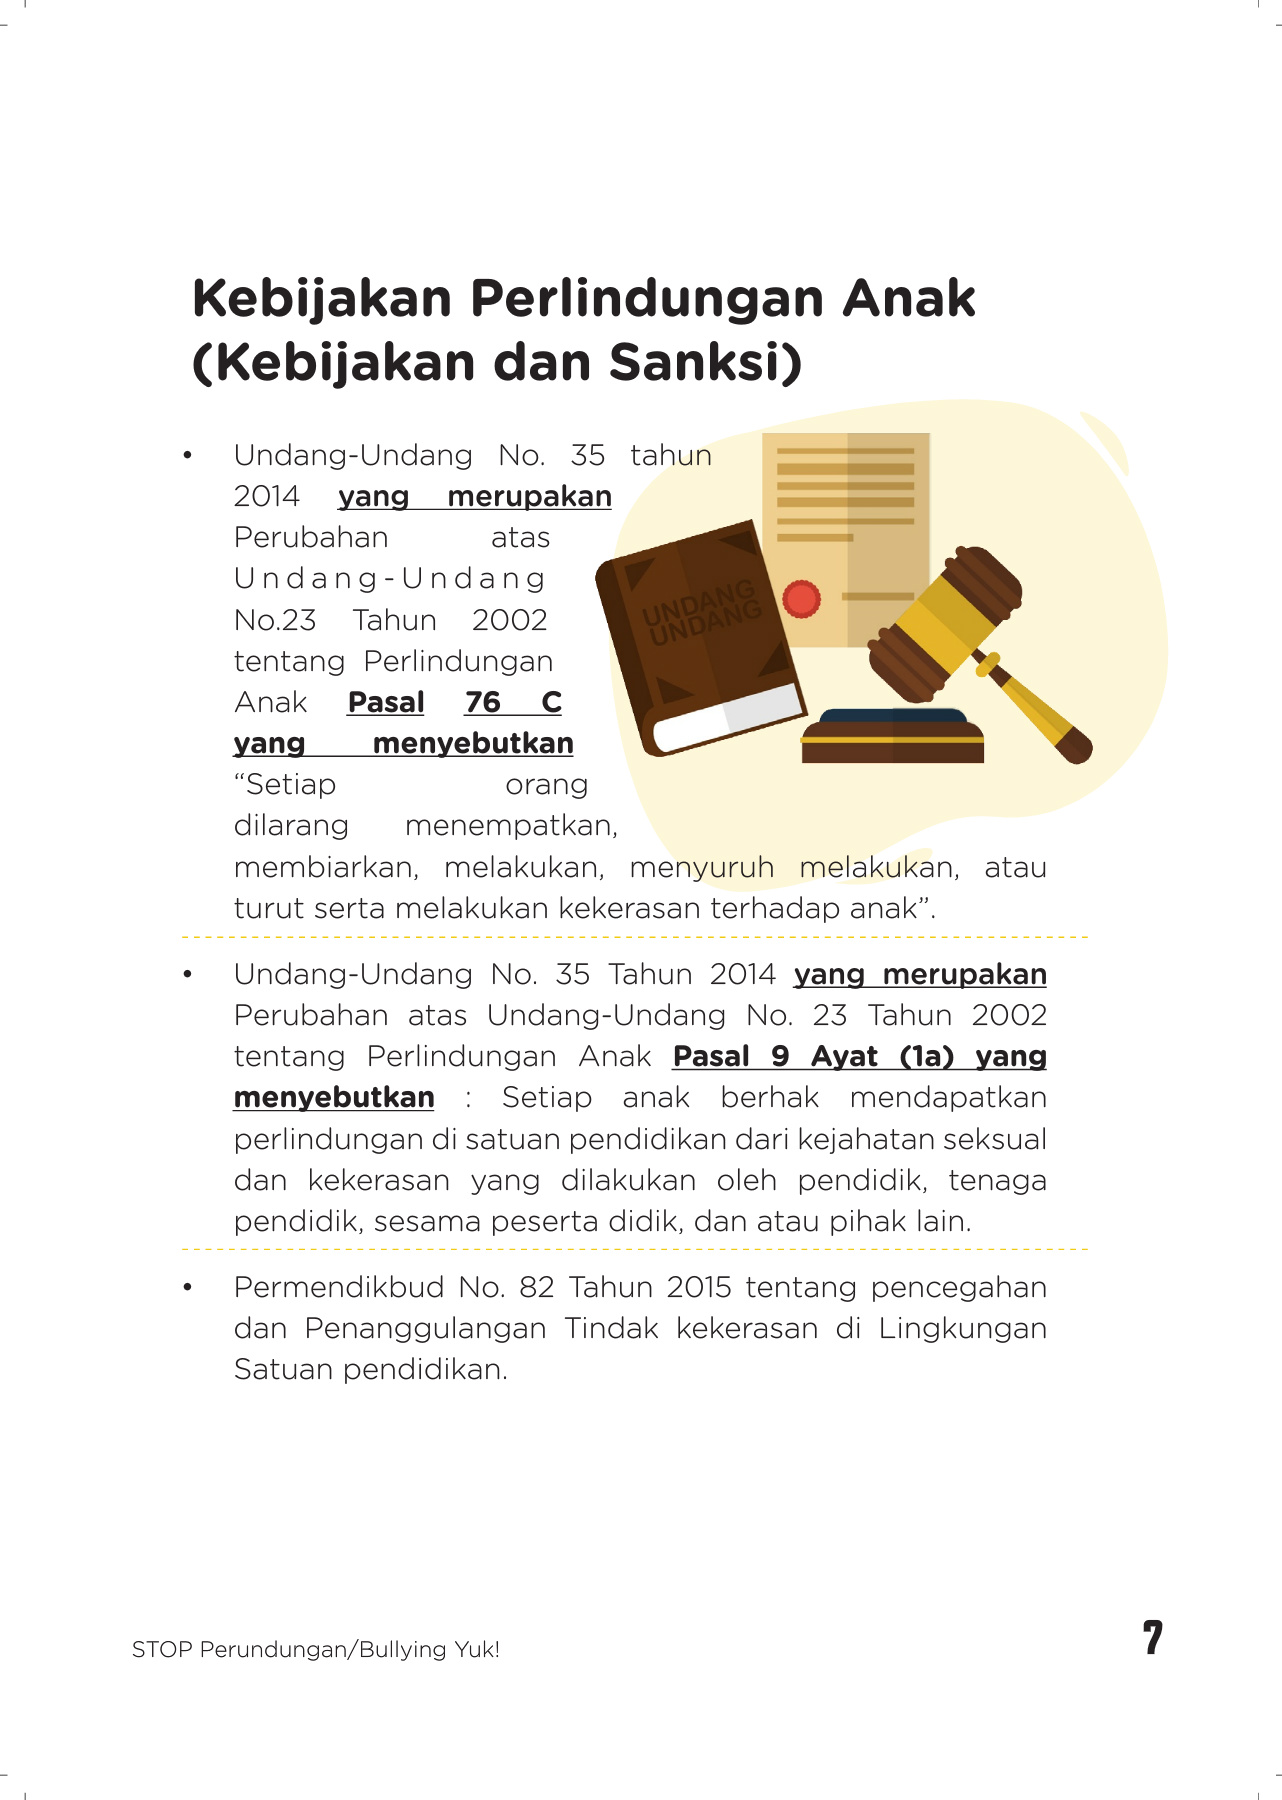 Kebijakan Perlindungan Anak
(Kebijakan dan Sanksi)
• Undang-Undang No. 35 tahun
2014 yang merupakan
Perubahan atas
Undang-Undang
No.23 Tahun 2002
tentang Perlindungan
Anak Pasal 76 C
yang menyebutkan
“Setiap orang
dilarang menempatkan,
membiarkan, melakukan, menyuruh melakukan, atau
turut serta melakukan kekerasan terhadap anak”.
UNDANG
UNDANG
• Undang-Undang No. 35 Tahun 2014 yang merupakan
Perubahan atas Undang-Undang No. 23 Tahun 2002
tentang Perlindungan Anak Pasal 9 Ayat (1a) yang
menyebutkan : Setiap anak berhak mendapatkan
perlindungan di satuan pendidikan dari kejahatan seksual
dan kekerasan yang dilakukan oleh pendidik, tenaga
pendidik, sesama peserta didik, dan atau pihak lain.
• Permendikbud No. 82 Tahun 2015 tentang pencegahan
dan Penanggulangan Tindak kekerasan di Lingkungan
Satuan pendidikan.
STOP Perundungan/Bullying Yuk!
7